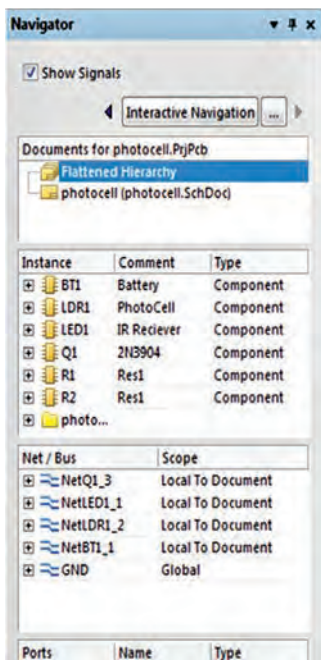 Navigator
Show Signals
Interactive Navigation ...
Documents for photocell.PrjPcb
Flattened Hierarchy
photocell (photocell.SchDoc)
Instance Comment Type
BT1 Battery Component
LDR1 PhotoCell Component
LED1 IR Reciever Component
Q1 2N3904 Component
R1 Res1 Component
R2 Res1 Component
photo...
Net / Bus Scope
NetQ1_3 Local To Document
NetLED1_1 Local To Document
NetLDR1_2 Local To Document
NetBT1_1 Local To Document
GND Global
Ports Name Type